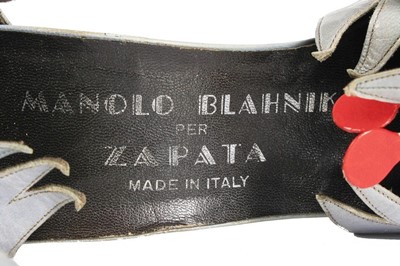 MANOLO BLAHNIK
PER
ZAPATA
MADE IN ITALY